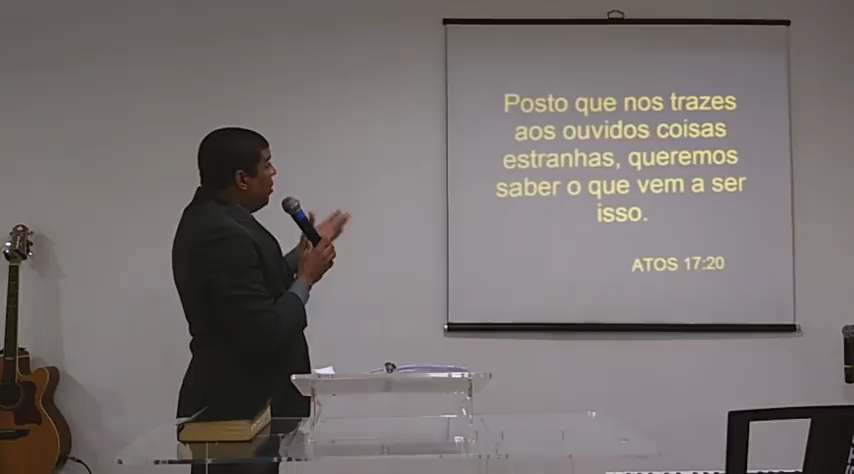 Posto que nos trazes
aos ouvidos coisas
estranhas, queremos
saber o que vem a ser
isso.
ATOS 17:20